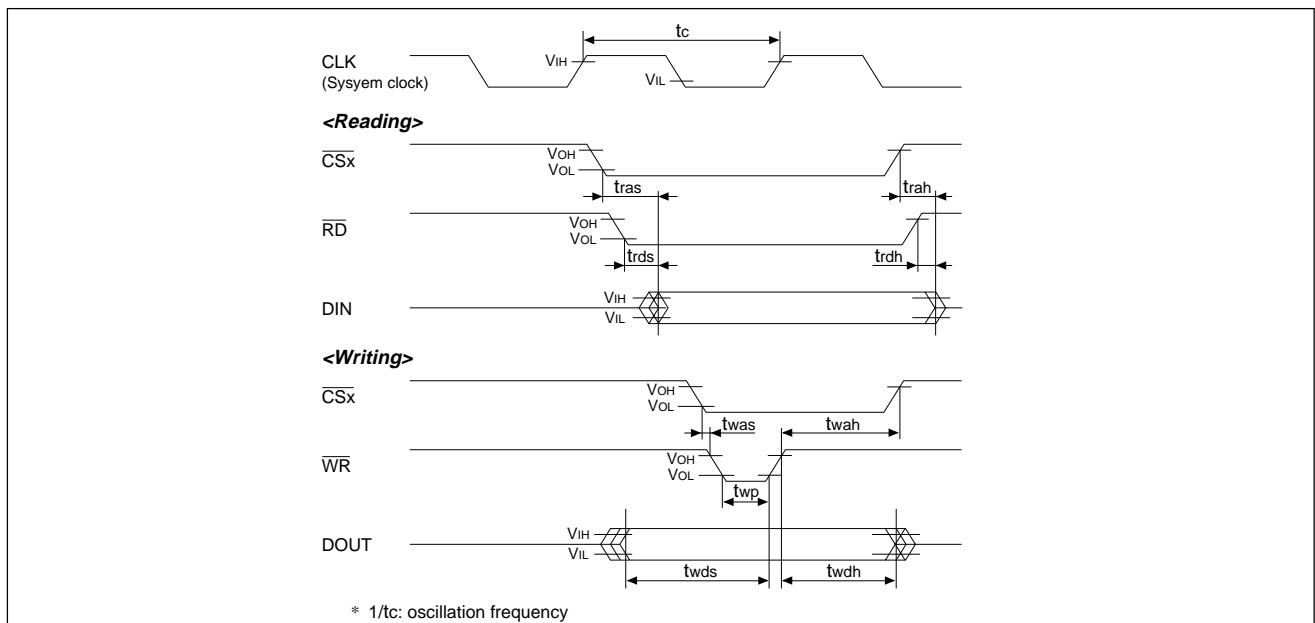 tc
CLK
VIH
VIL
(Sysyem clock)
<Reading>
CSx
VOH
VOL
tras
trah
RD
VOH
VOL
trds
trdh
DIN
VIH
VIL
<Writing>
CSx
VOH
VOL
twas
twah
WR
VOH
VOL
twp
DOUT
VIH
VIL
twds
twdh
* 1/tc: oscillation frequency